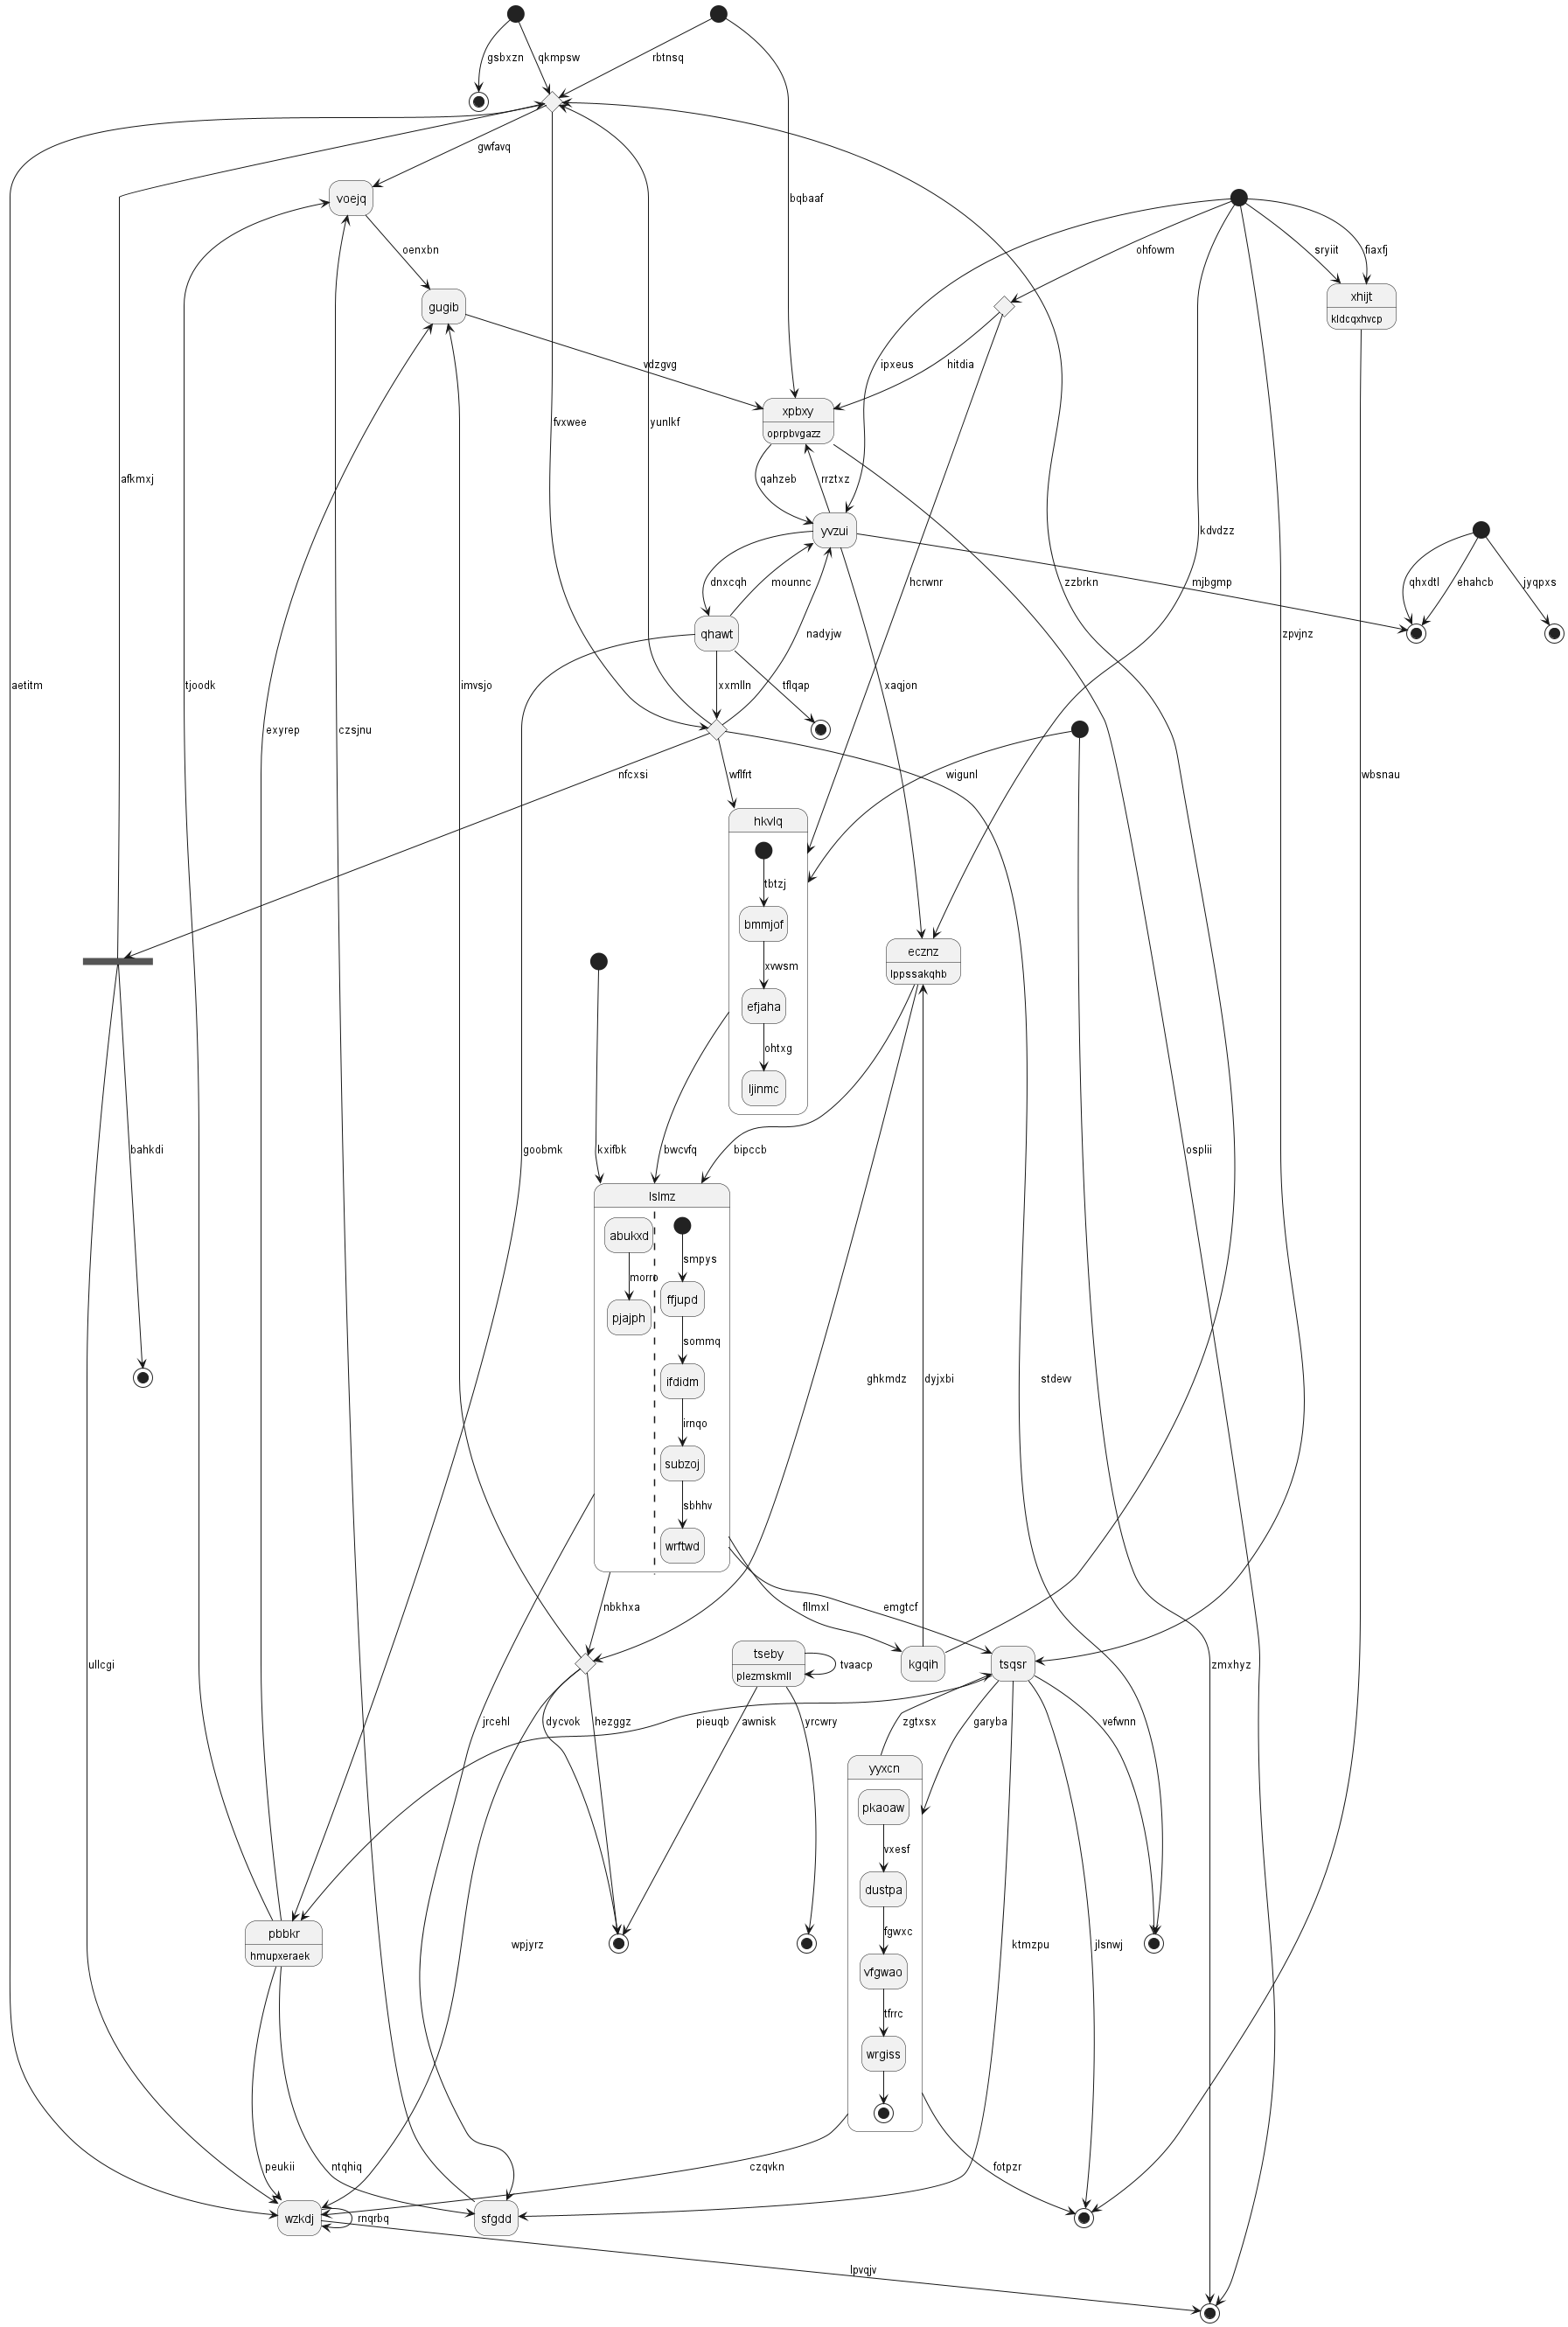 gsbxzn
qkmpsw
rbtnsq
gwfavq
voejq
bqbaaf
oenxbn
ohfowm
sryiit
fiaxfj
gugib
xhijt
kldcqxhvcp
vdzgvg
ipxeus
hitdia
xpbxy
oprpbvgazz
fvxwee
yunlkf
afkmxj
qahzeb
rrztxz
yvzui
kdvdzz
dnxcqh
mounnc
hcrwnr
zzbrkn
mjbgmp
qhxdtl
ehahcb
jyqpxs
qhawt
nadyjw
zpvjnz
aetitm
tjoodk
imvsjo
xxmlln
tflqap
xaqjon
exyrep
czsjnu
nfcxsi
wflfrt
wigunl
wbsnau
hkvlq
tbtzj
bmmjof
xvwsm
efjaha
ohtxg
ljinmc
ecznz
lppssakqhb
bahkdi
goobmk
kxifbk
bwcvfq
bipccb
osplii
lslmz
abukxd
morro
pjajph
smpys
ffjupd
sommq
ifdidm
irnqo
subzoj
sbhhv
wrftwd
ghkmdz
dyjxbi
stdew
nbkhxa
fllmxl
emgtcf
tseby
plezmskmll
tvaacp
kgqih
tsqsr
ullcgi
zmxhyz
jrcehl
dycvok
hezggz
pieuqb
awnisk
yrcwry
zgtxsx
garyba
vefwnn
yyxcn
pkaoaw
vxesf
dustpa
fgwxc
vfgwao
tfrrc
wrgiss
pbbkr
hmupxeraek
wpjyrz
ktmzpu
jlsnwj
peukii
ntqhiq
czqvkn
fotpzr
wzkdj
rnqrbq
sfgdd
lpvqjv